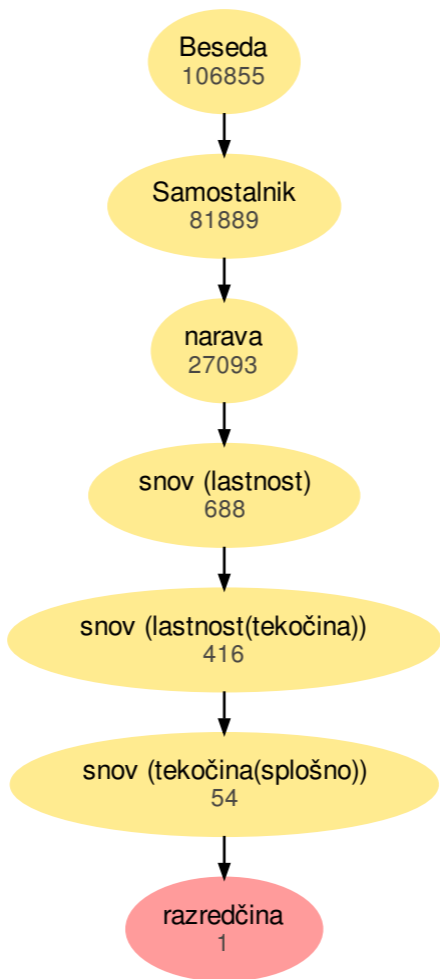 Beseda
106855
Samostalnik
81889
narava
27093
snov (lastnost)
688
snov (lastnost(tekočina))
416
snov (tekočina(splošno))
54
razredčina
1